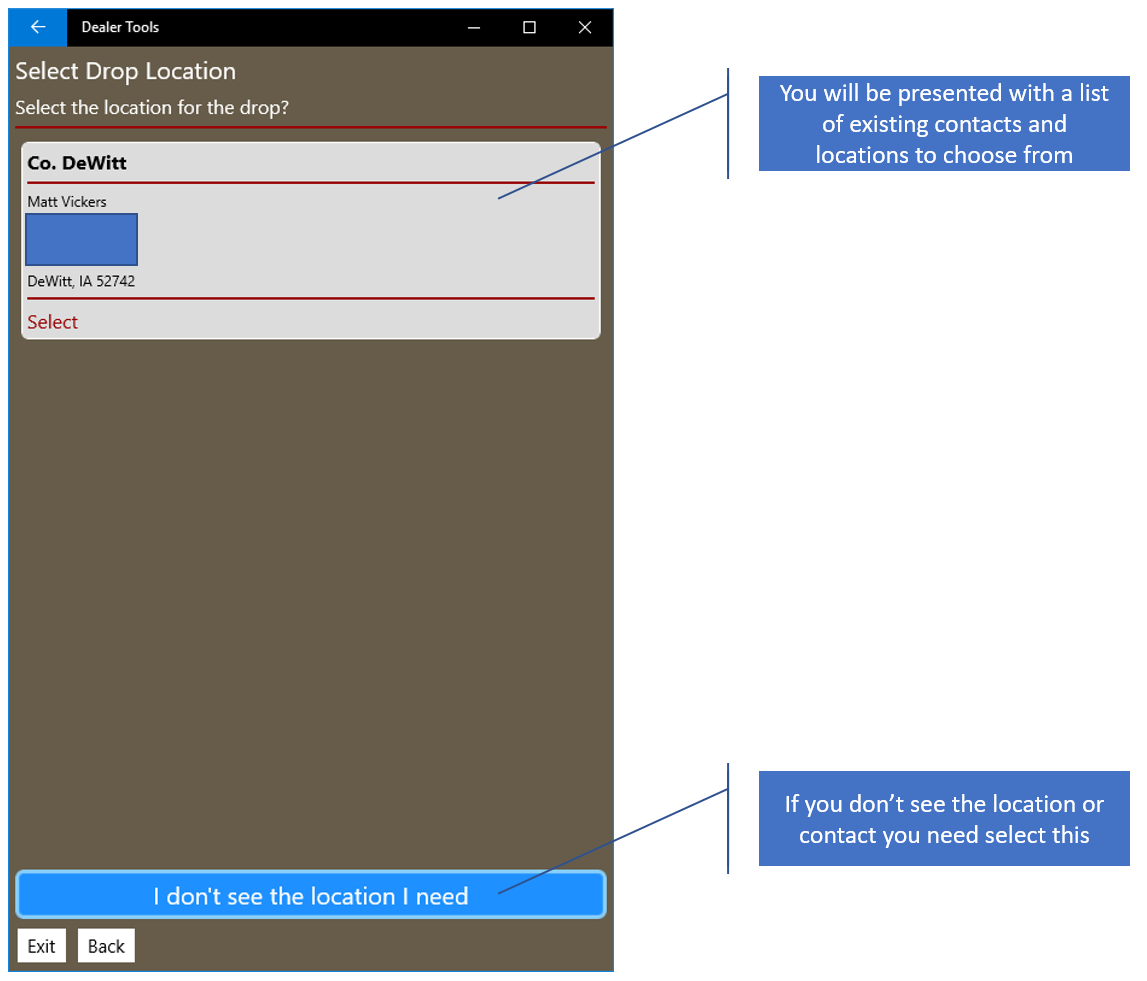 Dealer Tools
Select Drop Location
Select the location for the drop?
Co. DeWitt
Matt Vickers
DeWitt, IA 52742
Select
I don't see the location I need
Exit
Back
You will be presented with a list
of existing contacts and
locations to choose from
If you don’t see the location or
contact you need select this